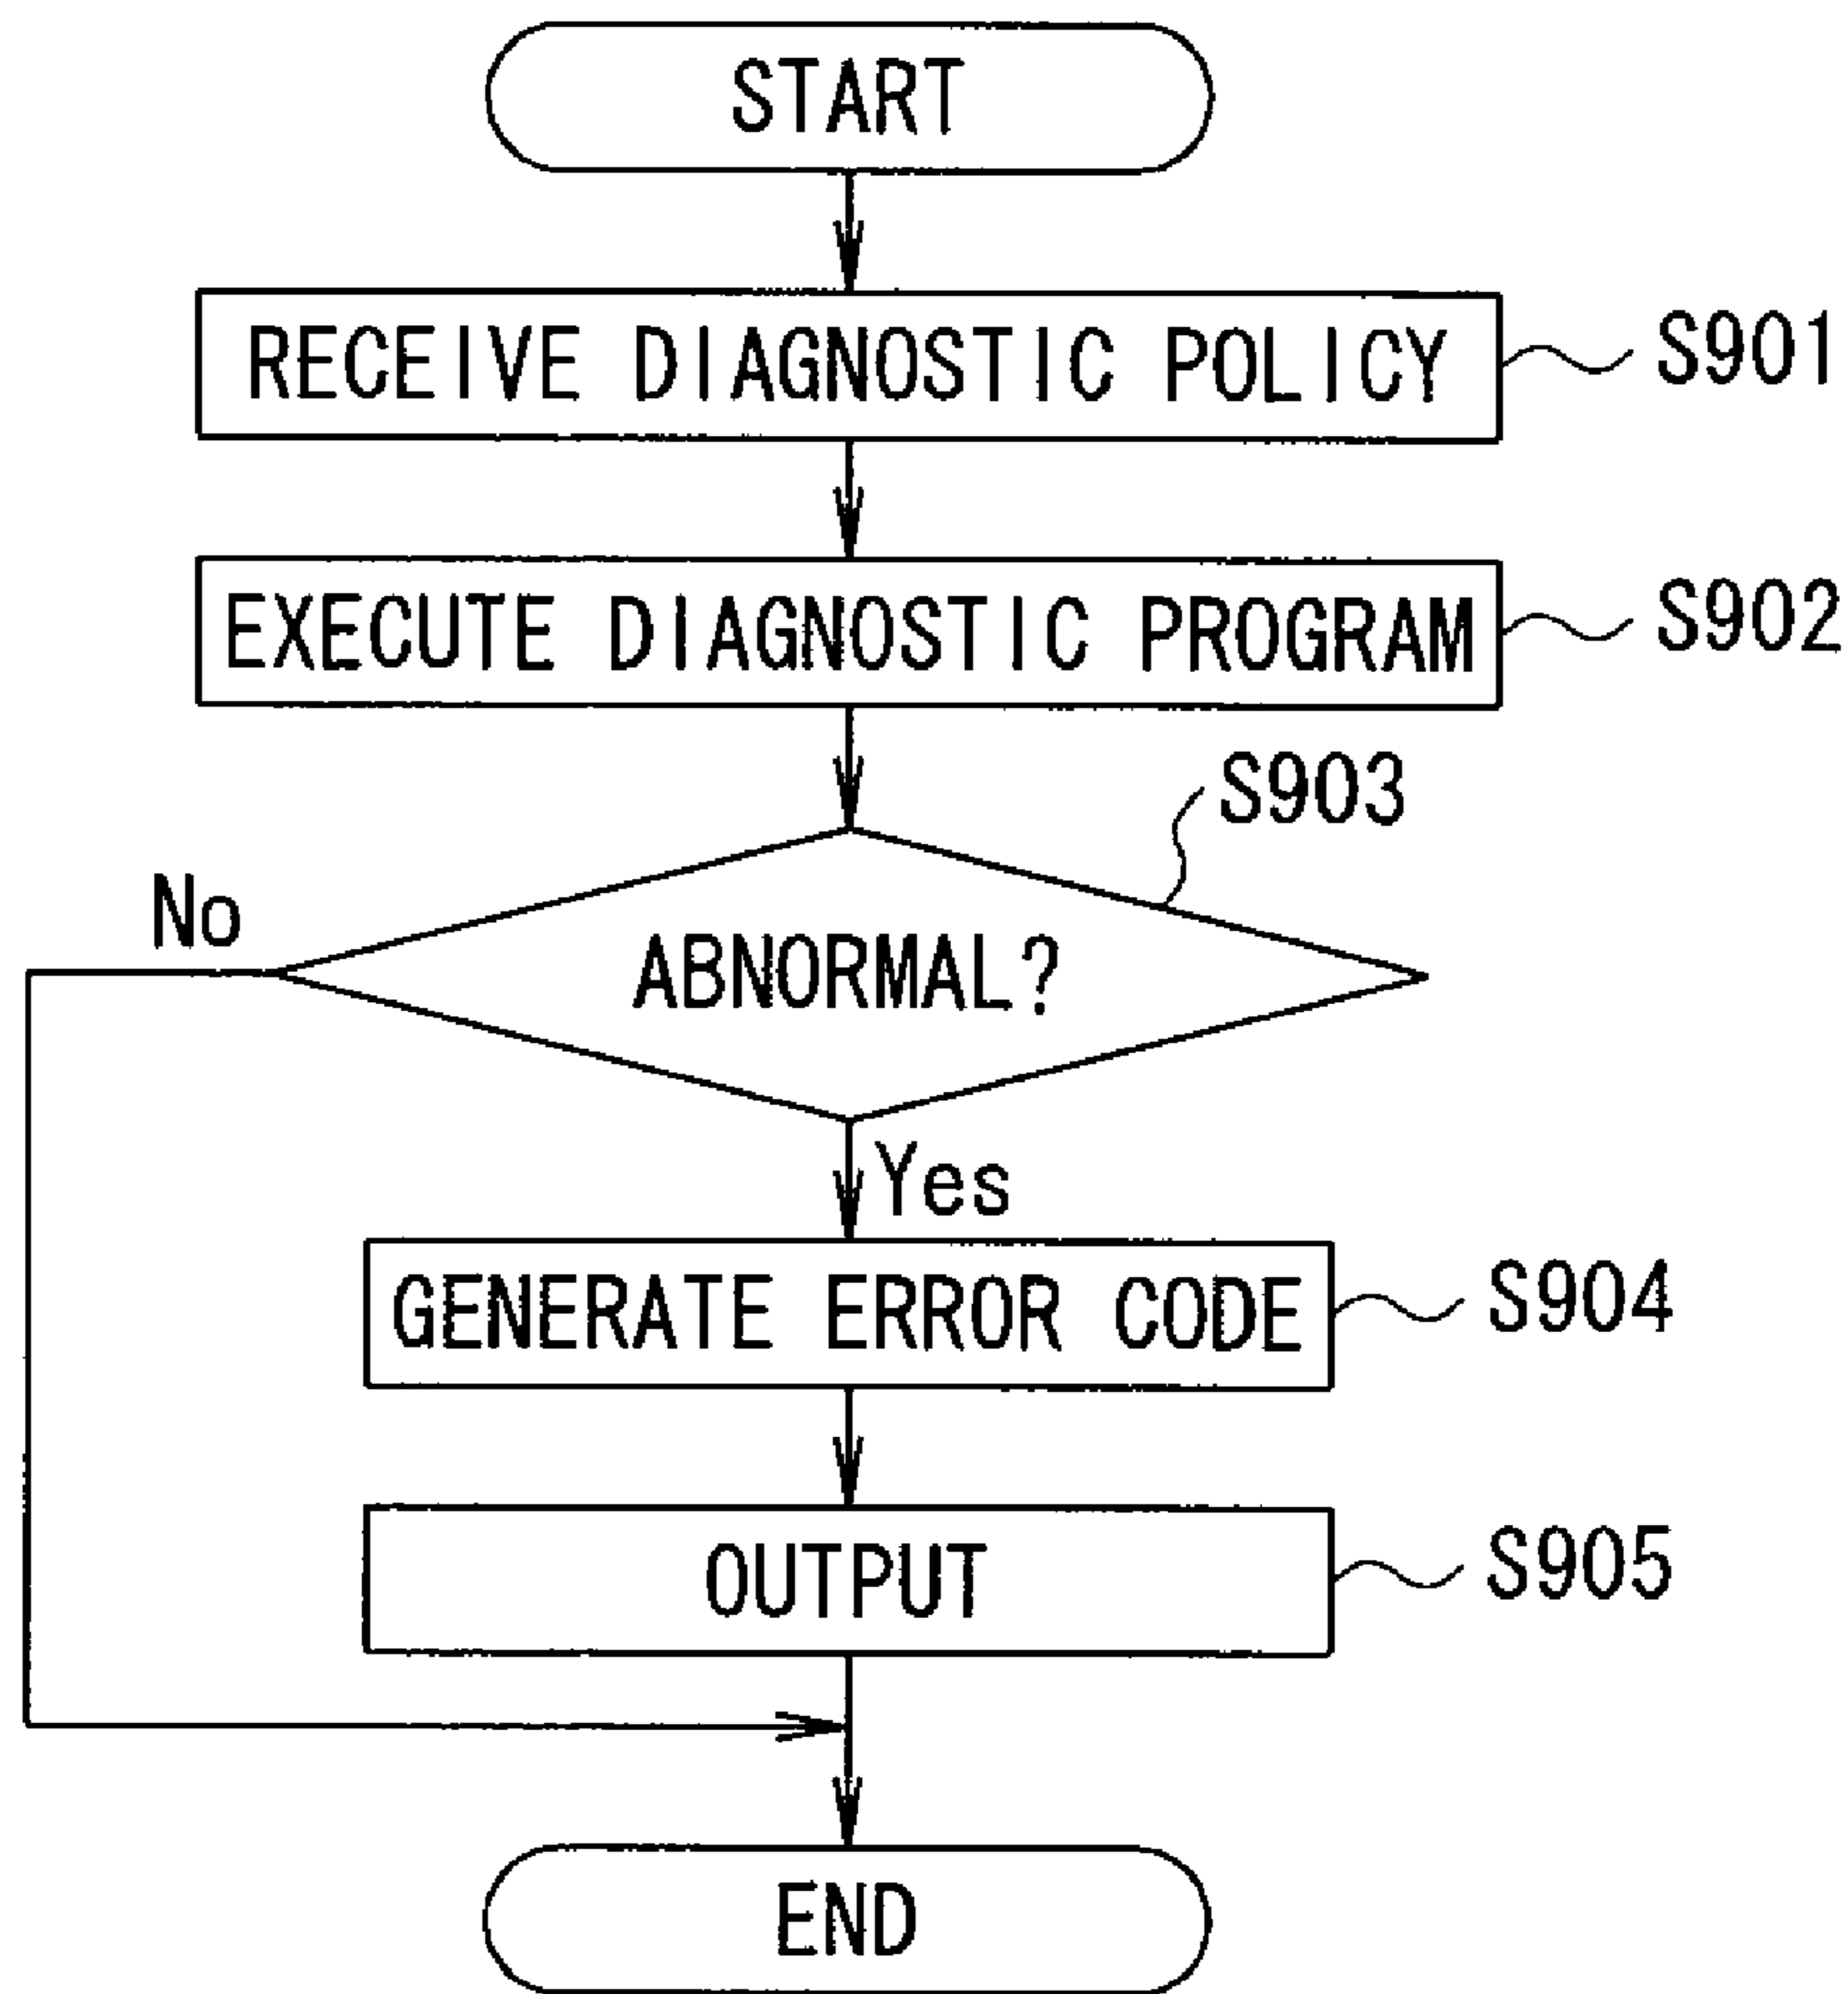 START
RECEIVE DIAGNOSTIC POLICY
S901
EXECUTE DIAGNOSTIC PROGRAM
S902
S903
No
ABNORMAL?
Yes
GENERATE ERROR CODE
S904
OUTPUT
S905
END